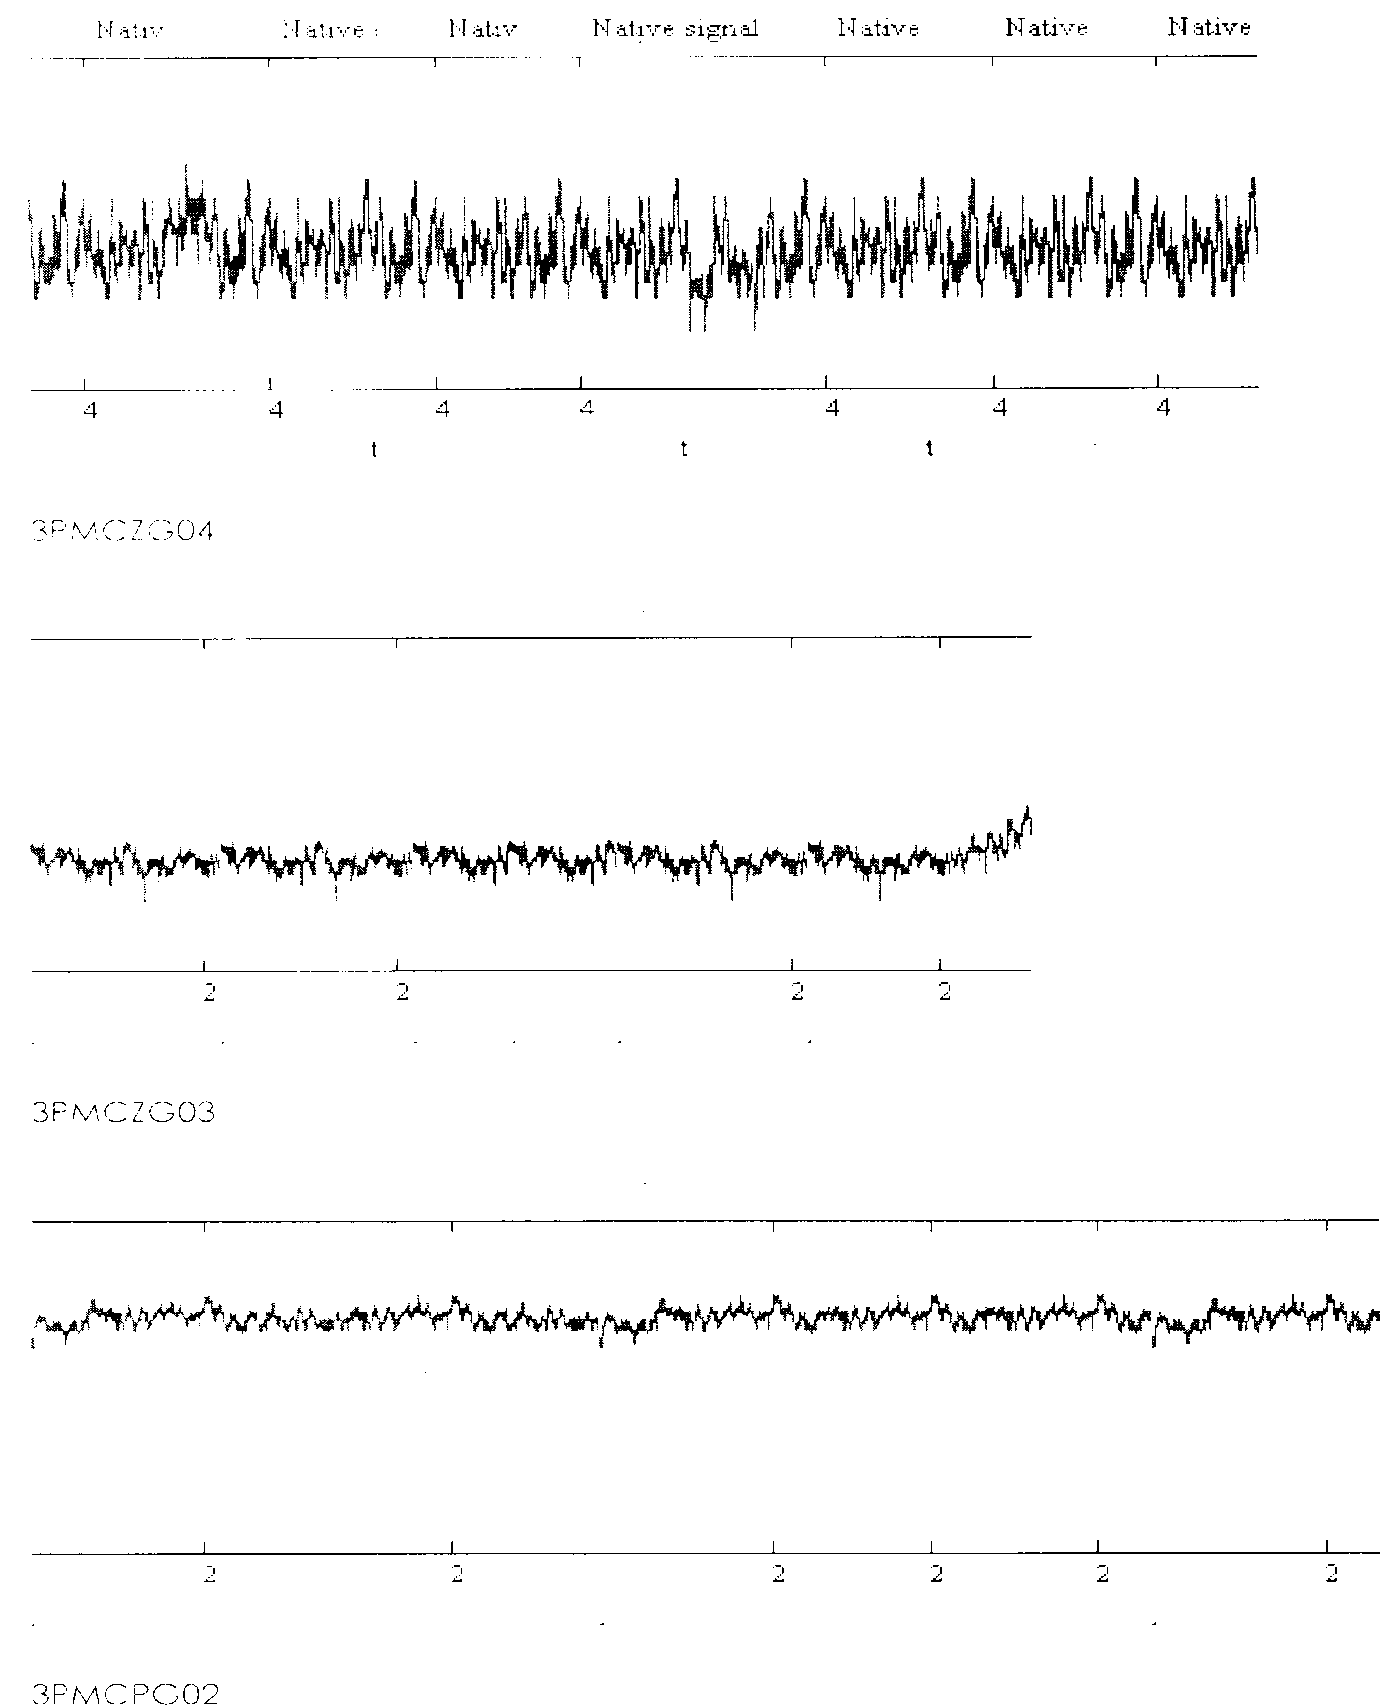 Nativ Native Nativ Native signal Native Native Native
4 4 4 4 4 4 4
t t t
3PMCZG04
2 2 2 2
3PMCZG03
2 2 2 2 2 2
3PMCPG02